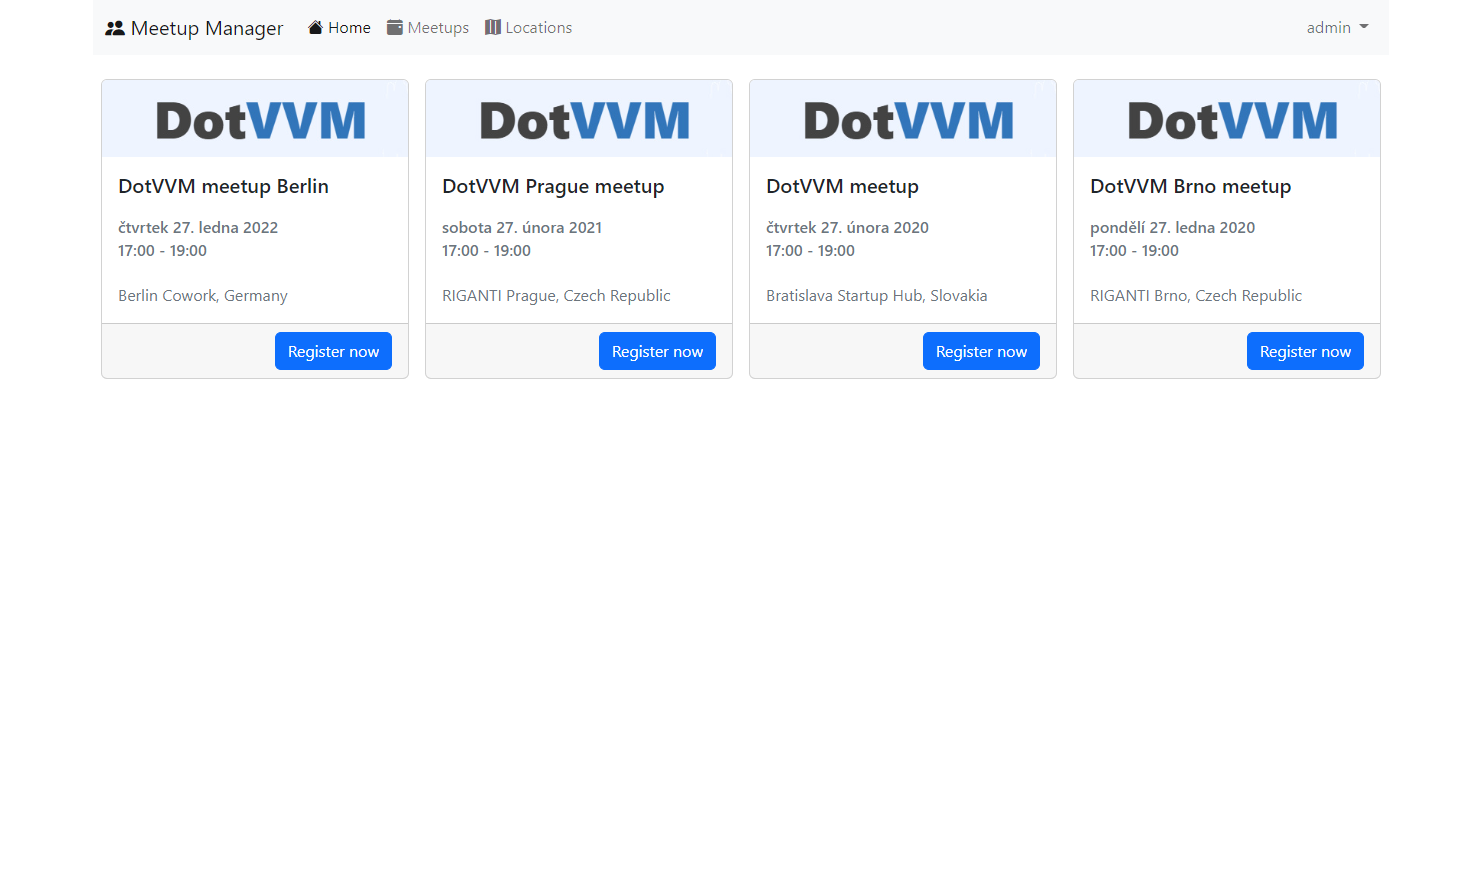 Meetup Manager Home Meetups Locations admin
DotVVM
DotVVM meetup Berlin
čtvrtek 27. ledna 2022
17:00 - 19:00
Berlin Cowork, Germany
Register now
DotVVM
DotVVM Prague meetup
sobota 27. února 2021
17:00 - 19:00
RIGANTI Prague, Czech Republic
Register now
DotVVM
DotVVM meetup
čtvrtek 27. února 2020
17:00 - 19:00
Bratislava Startup Hub, Slovakia
Register now
DotVVM
DotVVM Brno meetup
pondělí 27. ledna 2020
17:00 - 19:00
RIGANTI Brno, Czech Republic
Register now